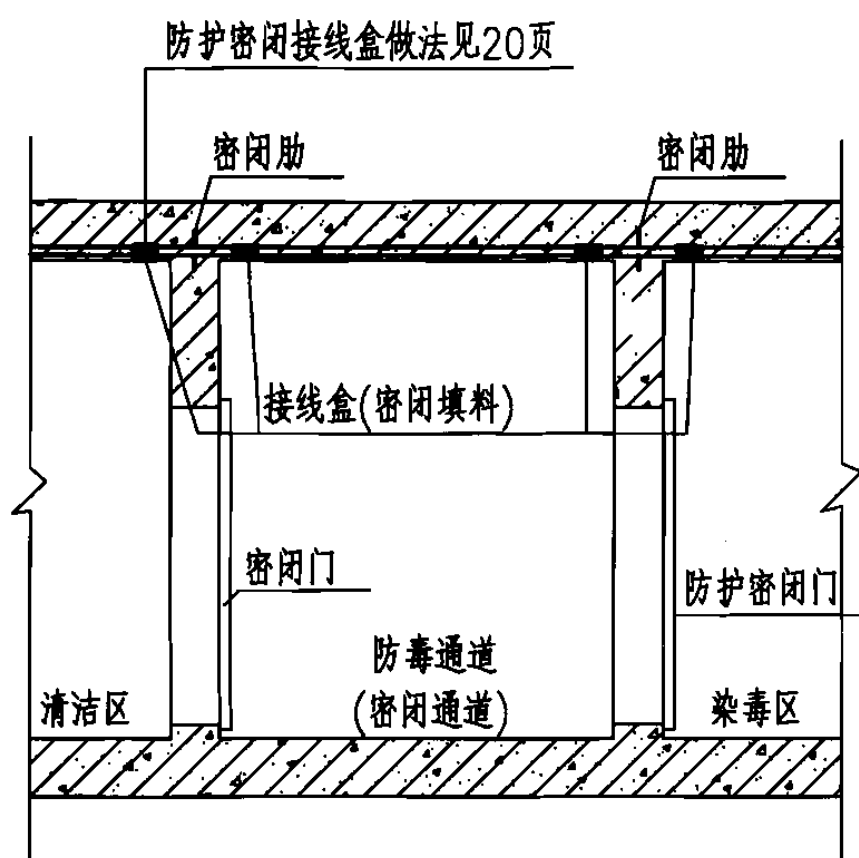 防护密闭接线盒做法见20页
密闭肋
密闭肋
接线盒(密闭填料)
密闭门
防护密闭门
防毒通道
(密闭通道)
清洁区
染毒区